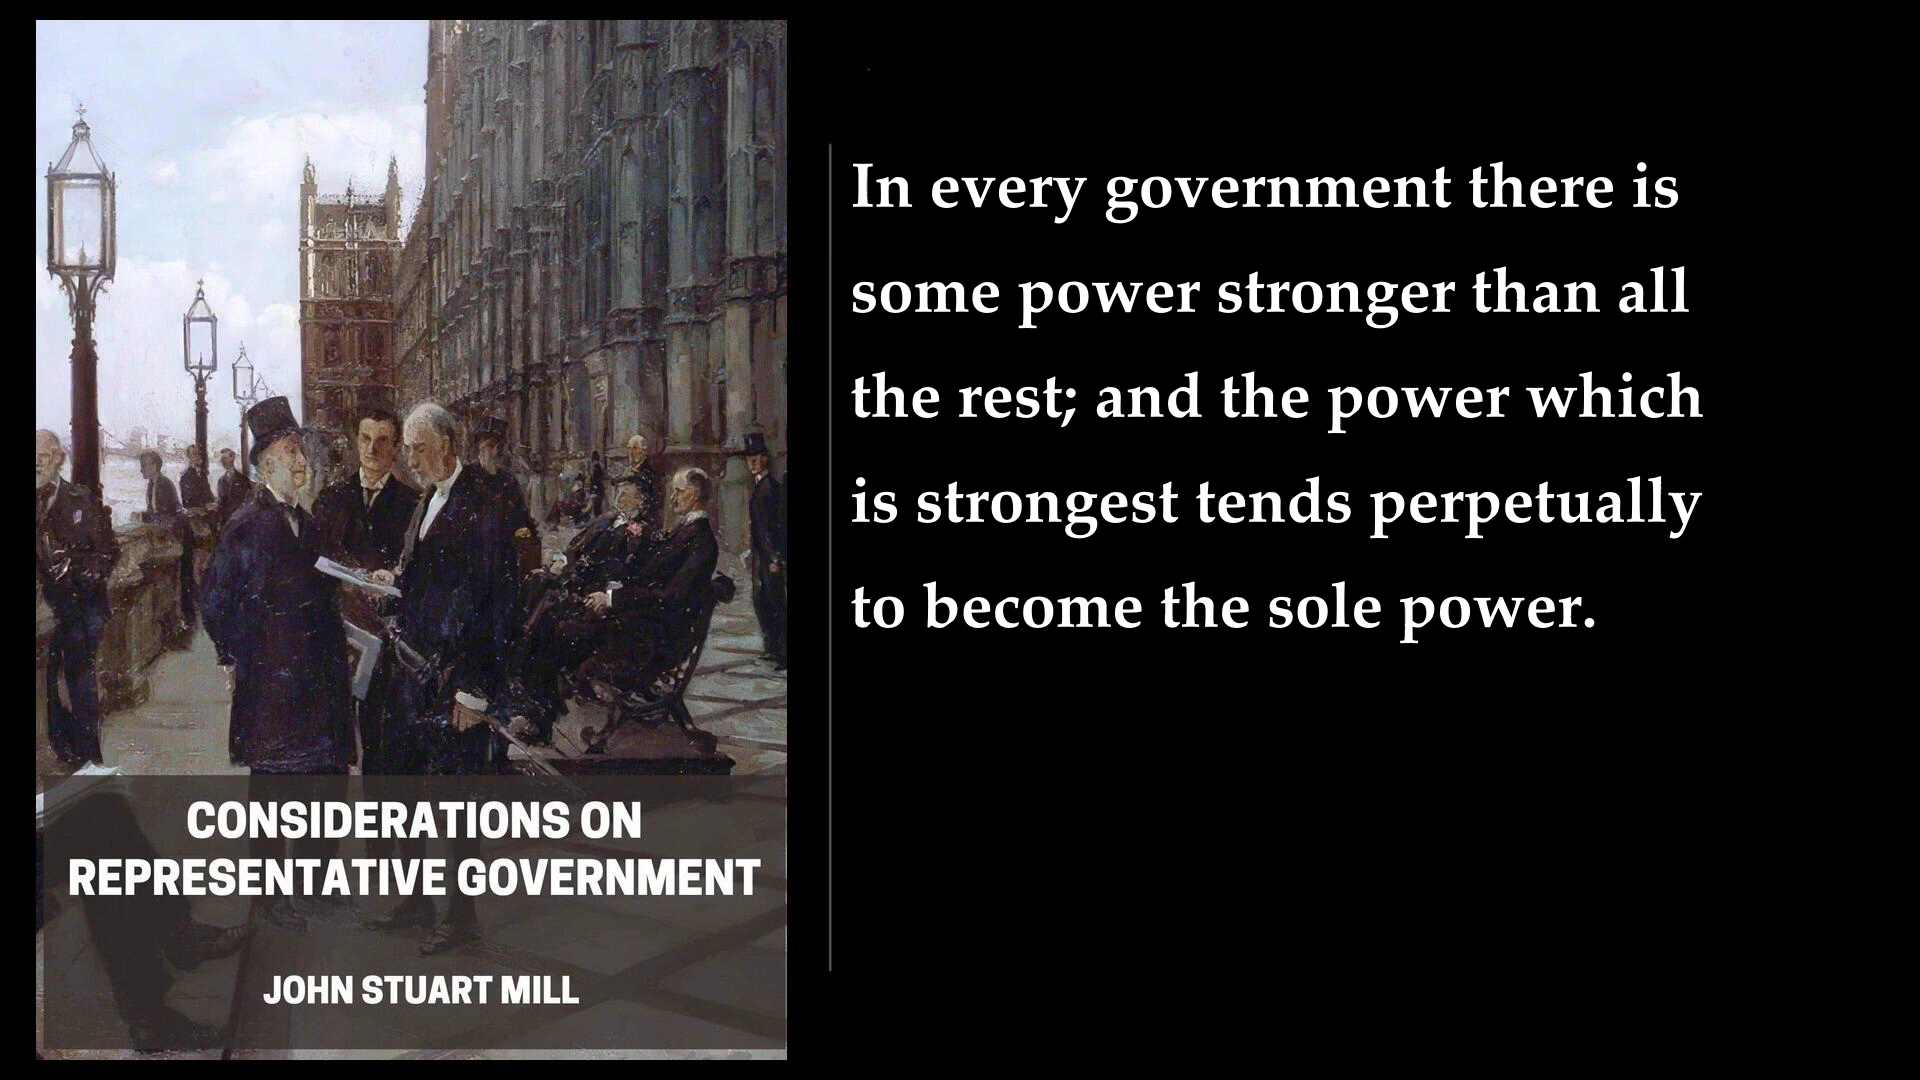 In every government there is
some power stronger than all
the rest; and the power which
is strongest tends perpetually
to become the sole power.
CONSIDERATIONS ON
REPRESENTATIVE GOVERNMENT
JOHN STUART MILL